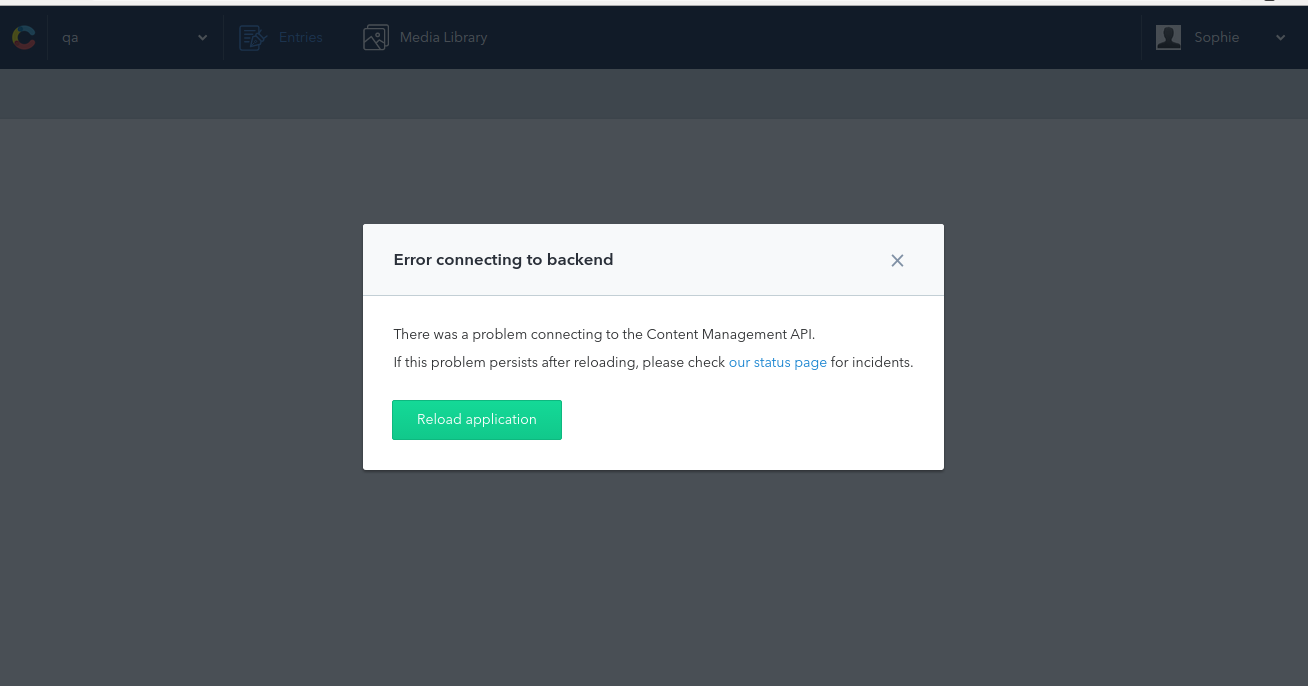 qa
Entries
Media Library
Sophie
Error connecting to backend
There was a problem connecting to the Content Management API.
If this problem persists after reloading, please check our status page for incidents.
Reload application